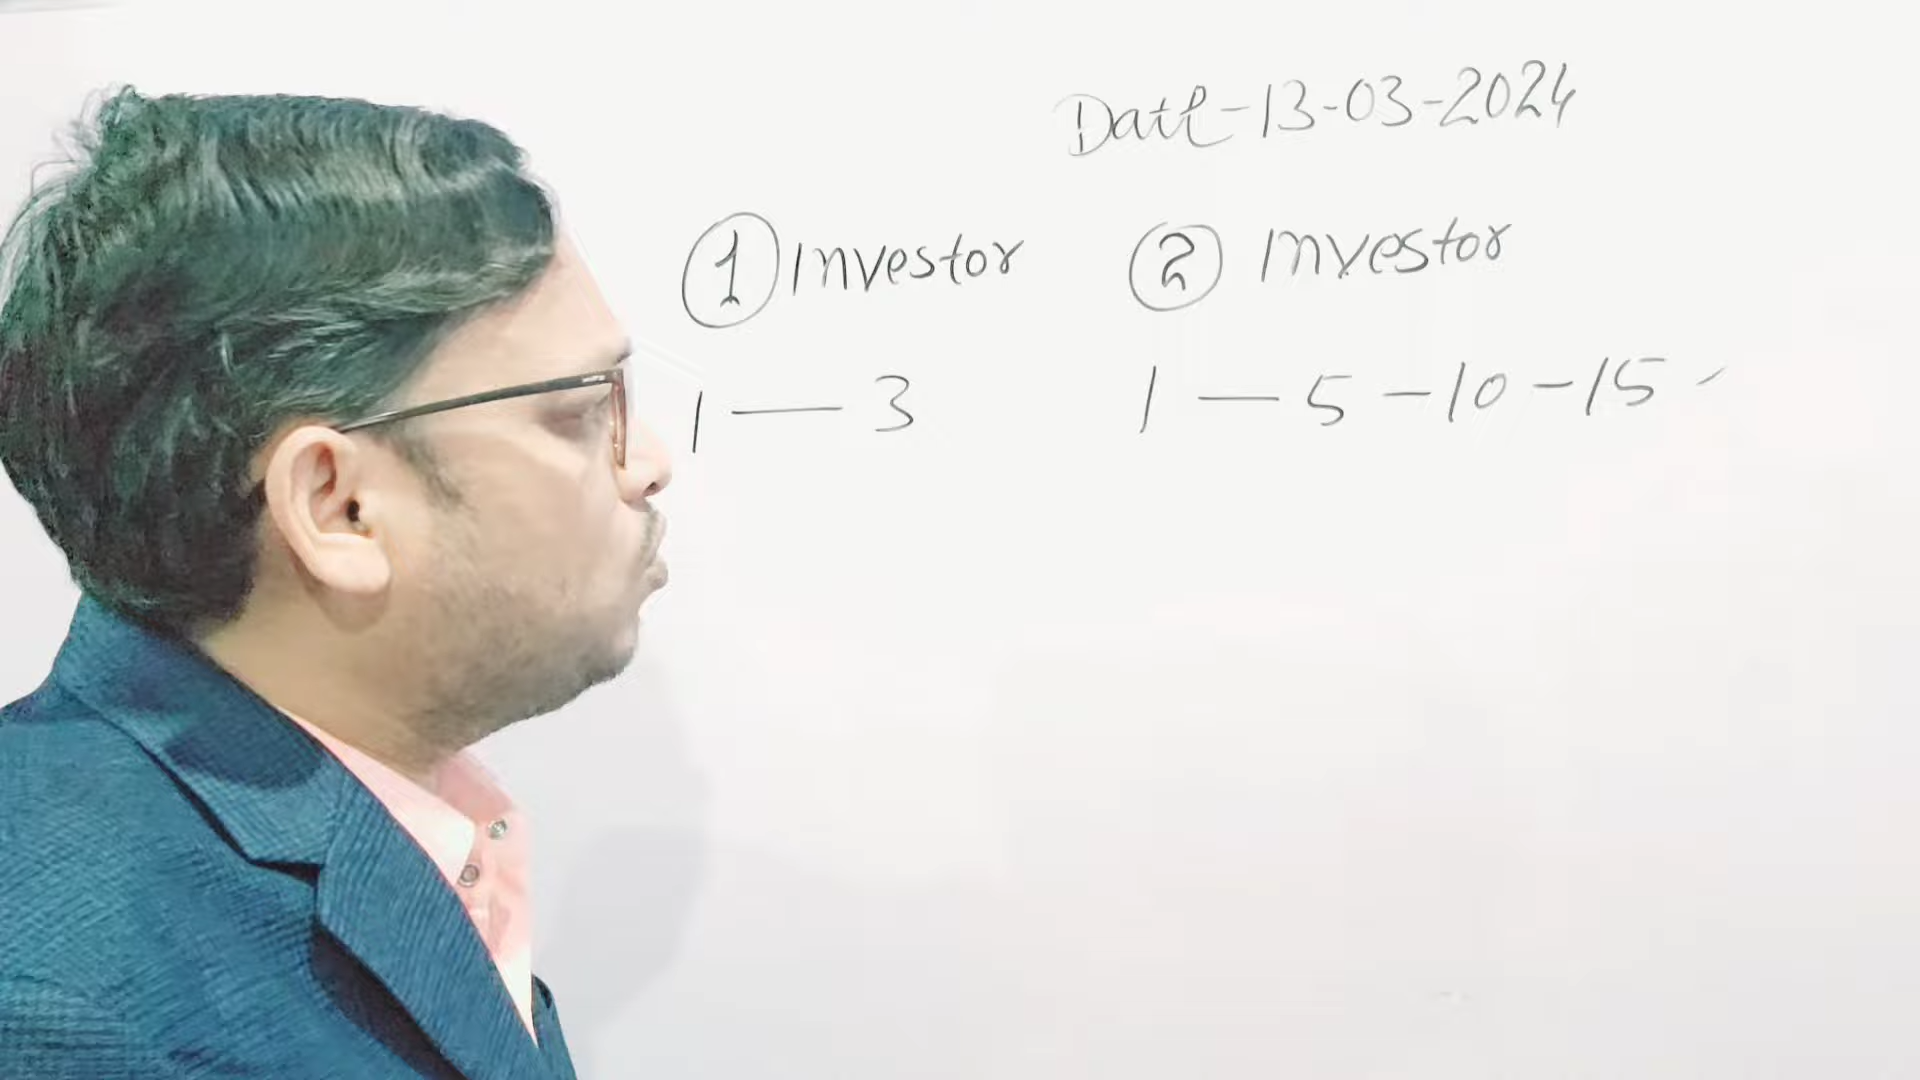 Date-13-03-2024
① Investor ② Investor
1 — 3 1 — 5 - 10 - 15 -